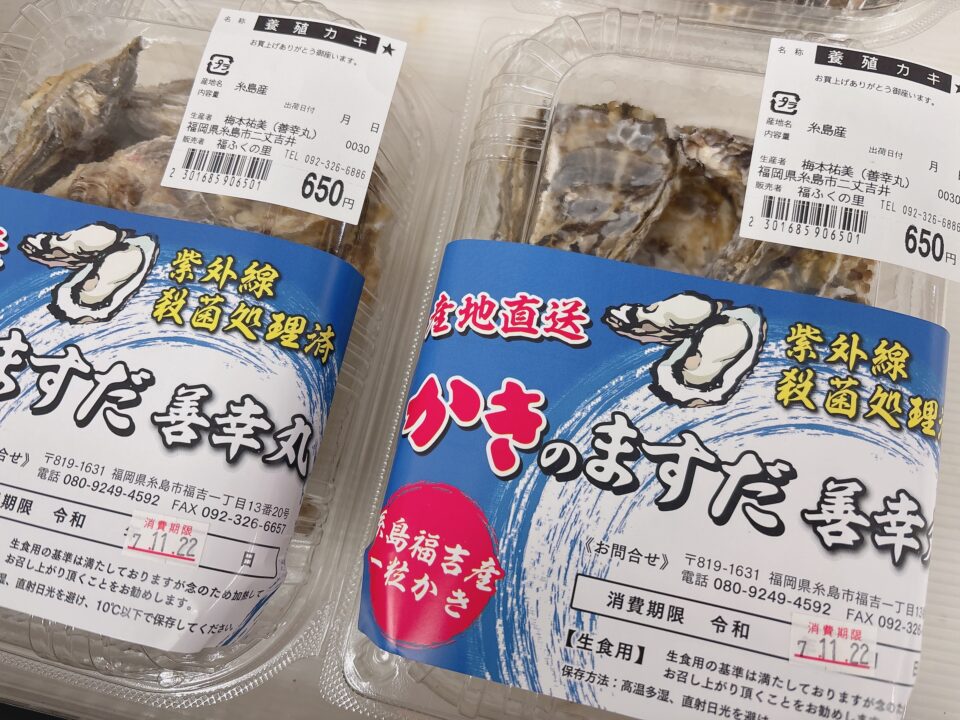 名 称 養殖カキ ★
お買上げありがとう御座います。
プラ
産地名 糸島産
内容量 出荷日付 月 日
生産者 梅本祐美(善幸丸) 0030
福岡県糸島市二丈吉井
販売者 福ふくの里 TEL 092-326-6886
2 301685 906501 650円
紫外線
殺菌処理済
ますだ 善幸丸
合せ》 〒819-1631 福岡県糸島市福吉一丁目13番20号
電話 080-9249-4592 FAX 092-326-6657
期限 令和 日
消費期限
7.11.22
生食用の基準は満たしておりますが念のため加熱して
お召し上がり頂くことをお勧めします。
湿、直射日光を避け、10℃以下で保存してください。
名 称 養殖カキ ★
お買上げありがとう御座います。
プラ
産地名 糸島産
内容量 出荷日付 月 日
生産者 梅本祐美(善幸丸) 0030
福岡県糸島市二丈吉井
販売者 福ふくの里 TEL 092-326-6886
2 301685 906501 650円
産地直送
紫外線
殺菌処理
かきのますだ 善幸
糸島福吉産
一粒かき
《お問合せ》 〒819-1631 福岡県糸島市福吉一丁目13
電話 080-9249-4592 FAX 092-326
消費期限 令和
消費期限
7.11.22
【生食用】 生食用の基準は満たしておりますが念のた
お召し上がり頂くことをお勧めし
保存方法:高温多湿、直射日光を避け